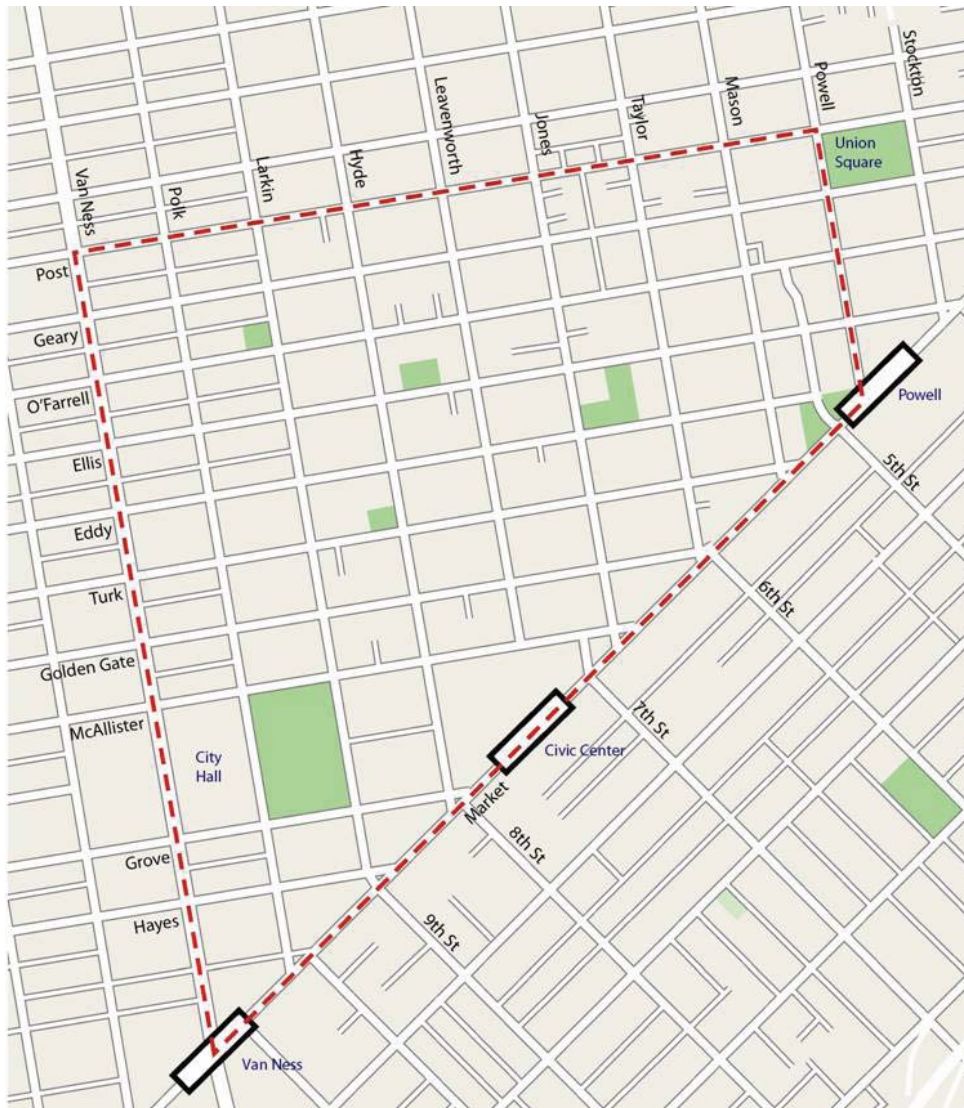 Stockton
Powell
Mason
Taylor
Jones
Leavenworth
Hyde
Larkin
Polk
Van Ness
Union
Square
Post
Geary
O'Farrell
Ellis
Eddy
Turk
Golden Gate
McAllister
City
Hall
Grove
Hayes
Powell
5th St
6th St
7th St
Civic Center
Market
8th St
9th St
Van Ness